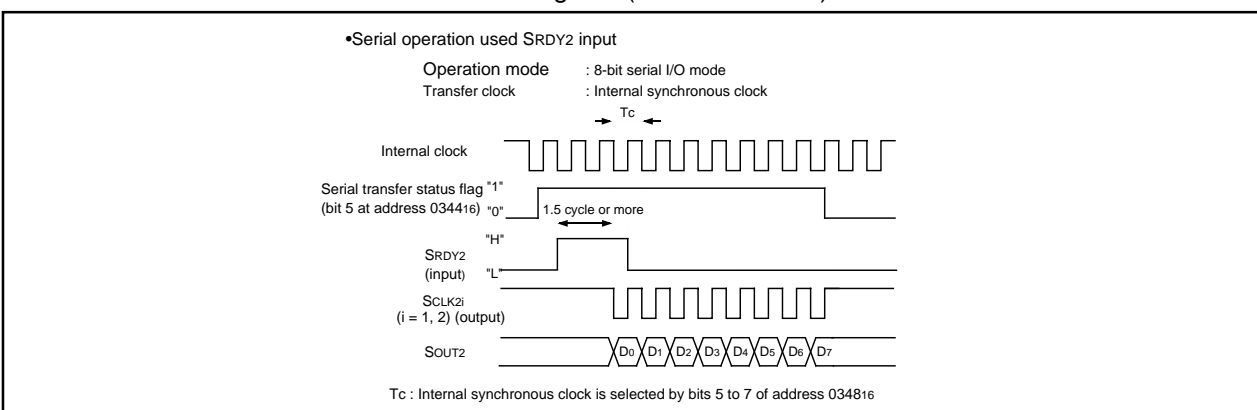 •Serial operation used SRDY2 input
Operation mode : 8-bit serial I/O mode
Transfer clock : Internal synchronous clock
Tc
Internal clock
Serial transfer status flag "1"
(bit 5 at address 034416) "0"
1.5 cycle or more
"H"
SRDY2
(input) "L"
SCLK2i
(i = 1, 2) (output)
SOUT2 D0 D1 D2 D3 D4 D5 D6 D7
Tc : Internal synchronous clock is selected by bits 5 to 7 of address 034816